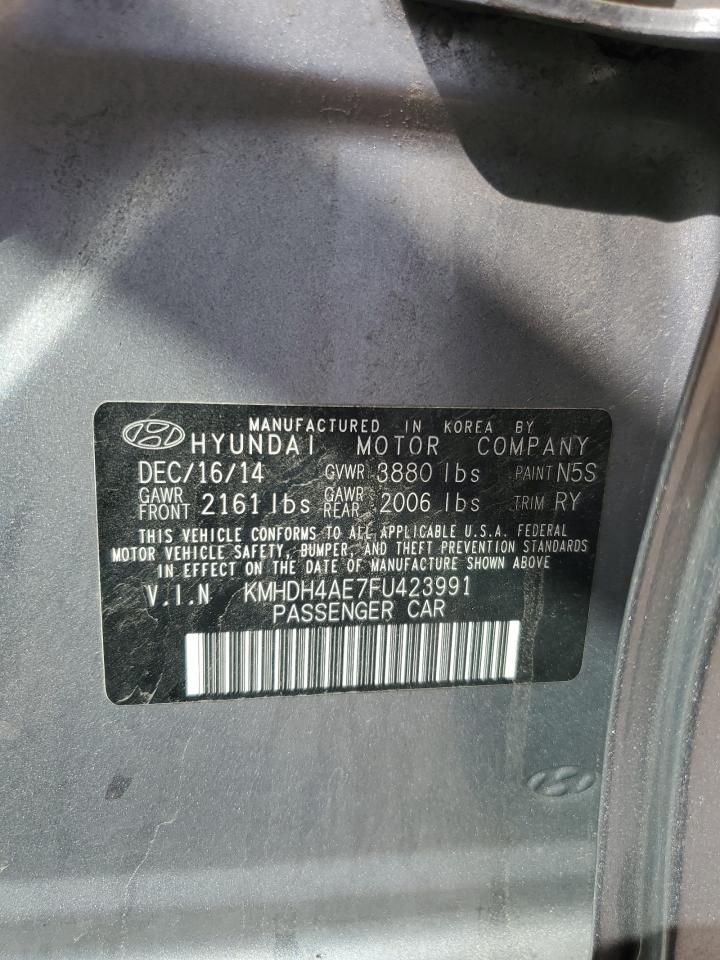 MANUFACTURED IN KOREA BY
HYUNDAI MOTOR COMPANY
DEC/16/14 GVWR 3880 lbs PAINT N5S
GAWR FRONT 2161 lbs GAWR REAR 2006 lbs TRIM RY
THIS VEHICLE CONFORMS TO ALL APPLICABLE U.S.A. FEDERAL
MOTOR VEHICLE SAFETY, BUMPER, AND THEFT PREVENTION STANDARDS
IN EFFECT ON THE DATE OF MANUFACTURE SHOWN ABOVE
V.I.N KMHDH4AE7FU423991
PASSENGER CAR